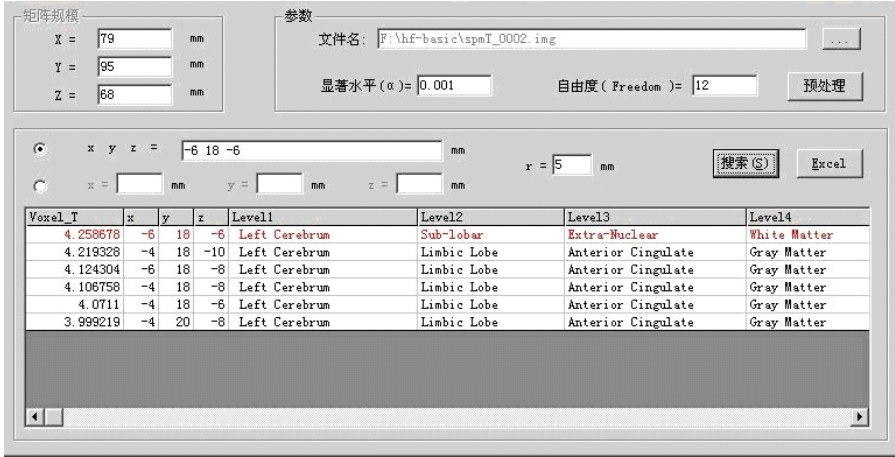 矩阵规模
X = 79 mm
Y = 95 mm
Z = 68 mm
参数
文件名: F:\hf-basic\spmT_0002.img ...
显著水平(α)= 0.001 自由度( Freedom )= 12 预处理
x y z = -6 18 -6 mm
x = mm y = mm z = mm
r = 5 mm 搜索(S) Excel
Voxel_T x y z Level1 Level2 Level3 Level4
4.258678 -6 18 -6 Left Cerebrum Sub-lobar Extra-Nuclear White Matter
4.219328 -4 18 -10 Left Cerebrum Limbic Lobe Anterior Cingulate Gray Matter
4.124304 -6 18 -8 Left Cerebrum Limbic Lobe Anterior Cingulate Gray Matter
4.106758 -4 18 -8 Left Cerebrum Limbic Lobe Anterior Cingulate Gray Matter
4.0711 -4 18 -6 Left Cerebrum Limbic Lobe Anterior Cingulate Gray Matter
3.999219 -4 20 -8 Left Cerebrum Limbic Lobe Anterior Cingulate Gray Matter